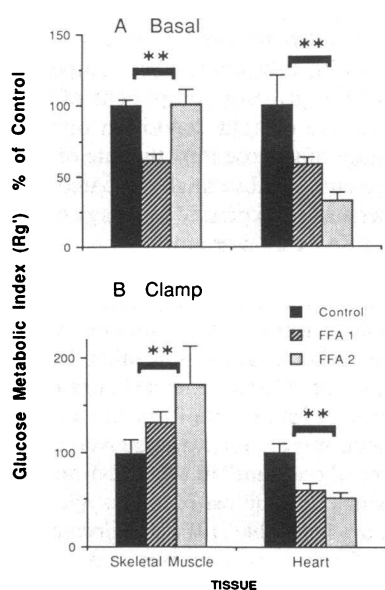 A Basal
150
100
50
0
**
**
Glucose Metabolic Index (Rg') % of Control
B Clamp
Control
FFA 1
FFA 2
200
100
0
**
**
Skeletal Muscle
Heart
TISSUE